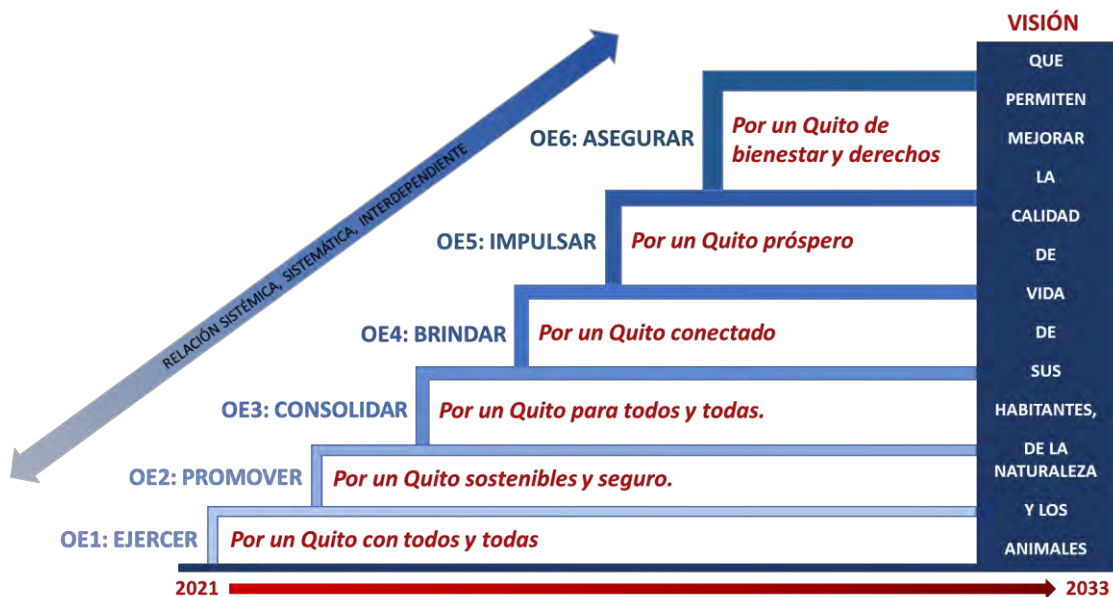 VISIÓN
QUE
PERMITEN
MEJORAR
LA
CALIDAD
DE
VIDA
DE
SUS
HABITANTES,
DE LA
NATURALEZA
Y LOS
ANIMALES
RELACIÓN SISTÉMICA, SISTEMÁTICA, INTERDEPENDIENTE
OE6: ASEGURAR
Por un Quito de
bienestar y derechos
OE5: IMPULSAR
Por un Quito próspero
OE4: BRINDAR
Por un Quito conectado
OE3: CONSOLIDAR
Por un Quito para todos y todas.
OE2: PROMOVER
Por un Quito sostenibles y seguro.
OE1: EJERCER
Por un Quito con todos y todas
2021
2033